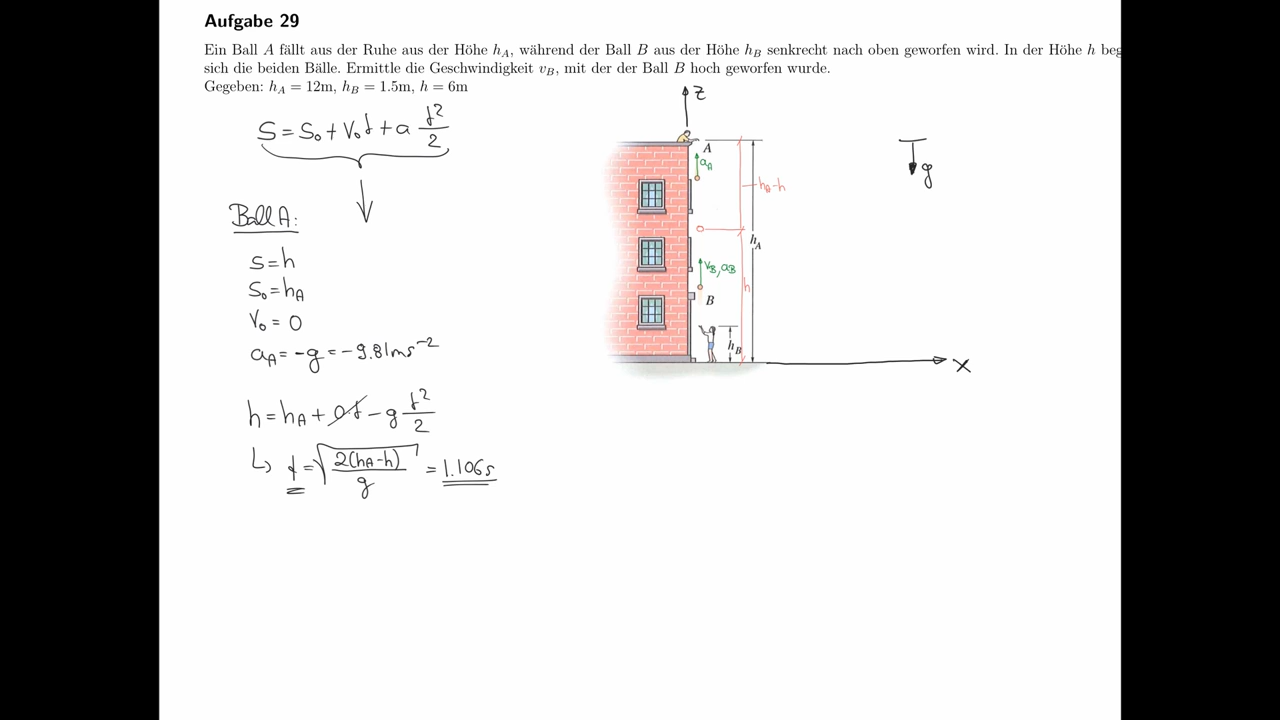 Aufgabe 29
Ein Ball A fällt aus der Ruhe aus der Höhe h_A, während der Ball B aus der Höhe h_B senkrecht nach oben geworfen wird. In der Höhe h beg
sich die beiden Bälle. Ermittle die Geschwindigkeit v_B, mit der der Ball B hoch geworfen wurde.
Gegeben: h_A = 12m, h_B = 1.5m, h = 6m
z
S = S₀ + V₀t + a t²/2
A
a_A
g
h_A-h
Ball A:
h_A
S = h
V_B, a_B
S₀ = h_A
h
B
V₀ = 0
h_B
a_A = -g = -9.81ms⁻²
x
h = h_A + 0t - g t²/2
↳ t = √(2(h_A-h)/g) = 1.106s